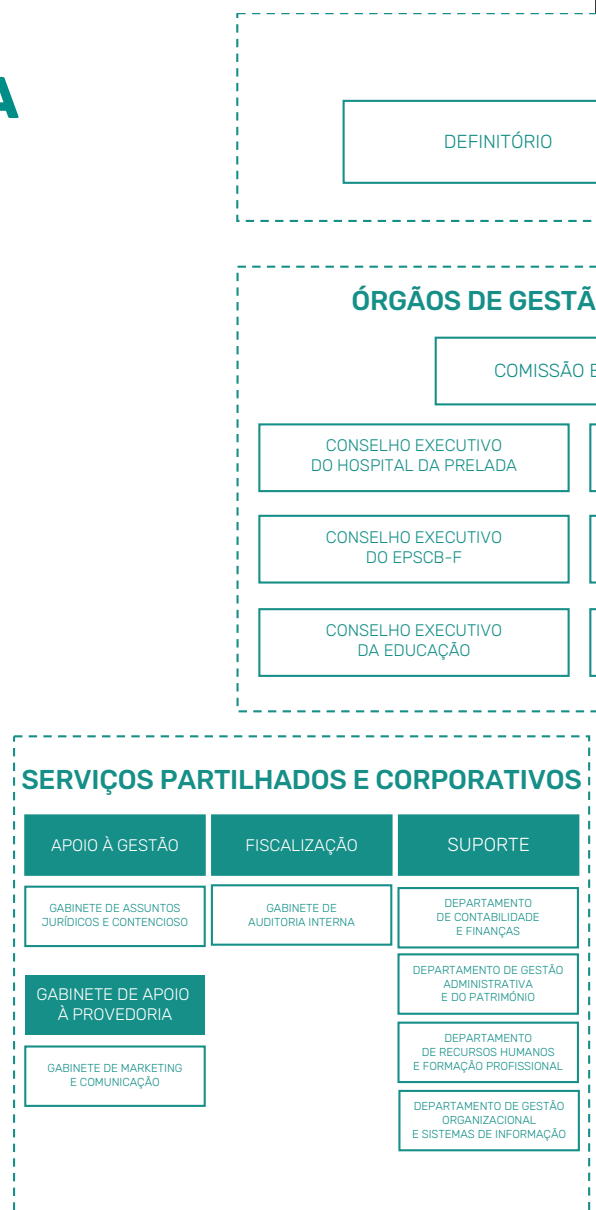 A
DEFINITÓRIO
ÓRGÃOS DE GESTÃ
COMISSÃO E
CONSELHO EXECUTIVO
DO HOSPITAL DA PRELADA
CONSELHO EXECUTIVO
DO EPSCB-F
CONSELHO EXECUTIVO
DA EDUCAÇÃO
SERVIÇOS PARTILHADOS E CORPORATIVOS
APOIO À GESTÃO
GABINETE DE ASSUNTOS
JURÍDICOS E CONTENCIOSO
GABINETE DE APOIO
À PROVEDORIA
GABINETE DE MARKETING
E COMUNICAÇÃO
FISCALIZAÇÃO
GABINETE DE
AUDITORIA INTERNA
SUPORTE
DEPARTAMENTO
DE CONTABILIDADE
E FINANÇAS
DEPARTAMENTO DE GESTÃO
ADMINISTRATIVA
E DO PATRIMÓNIO
DEPARTAMENTO
DE RECURSOS HUMANOS
E FORMAÇÃO PROFISSIONAL
DEPARTAMENTO DE GESTÃO
ORGANIZACIONAL
E SISTEMAS DE INFORMAÇÃO